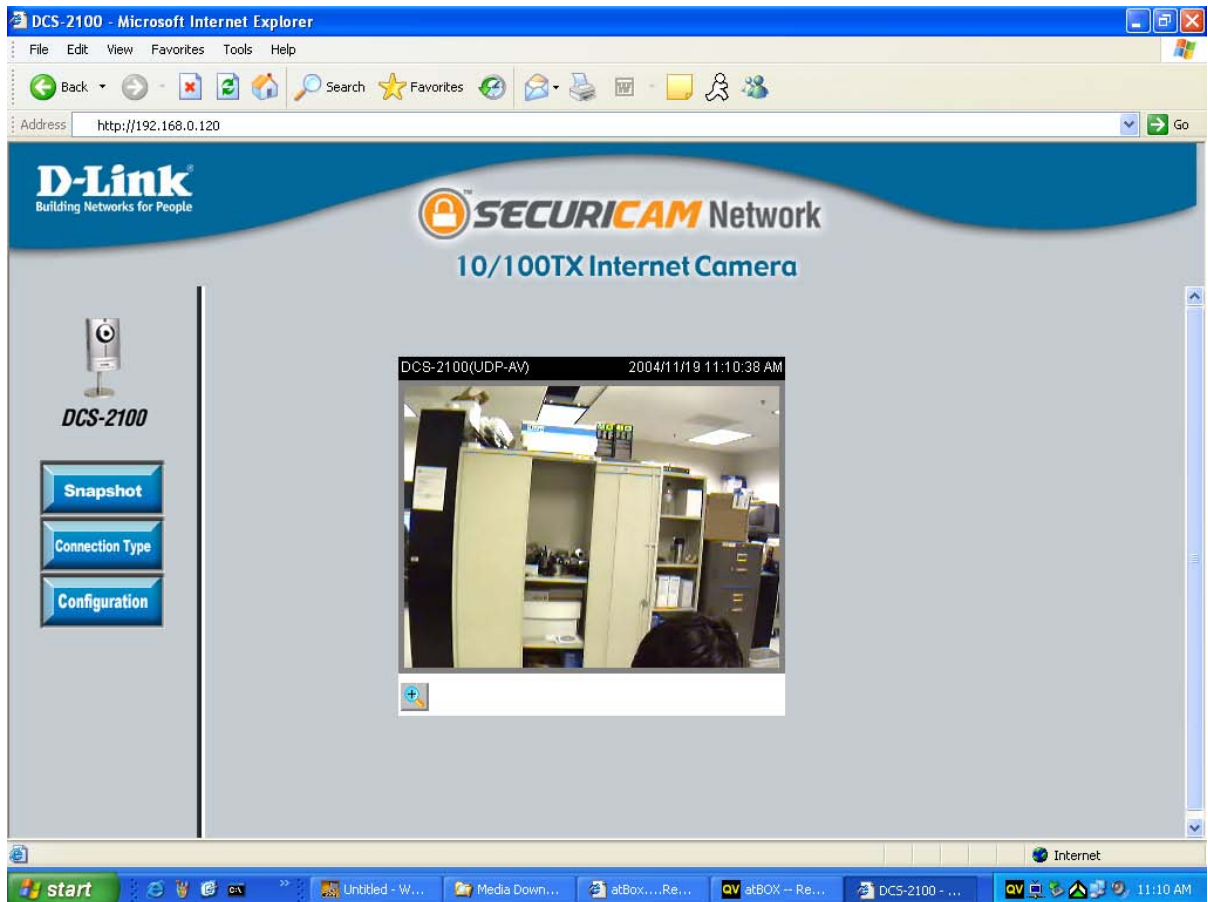 DCS-2100 - Microsoft Internet Explorer
File Edit View Favorites Tools Help
Back Search Favorites
Address http://192.168.0.120 Go
D-Link®
Building Networks for People
SECURICAM™ Network
10/100TX Internet Camera
DCS-2100
Snapshot
Connection Type
Configuration
DCS-2100(UDP-AV) 2004/11/19 11:10:38 AM
Internet
start Untitled - W... Media Down... atBox....Re... QV atBOX -- Re... DCS-2100 - ... QV 11:10 AM